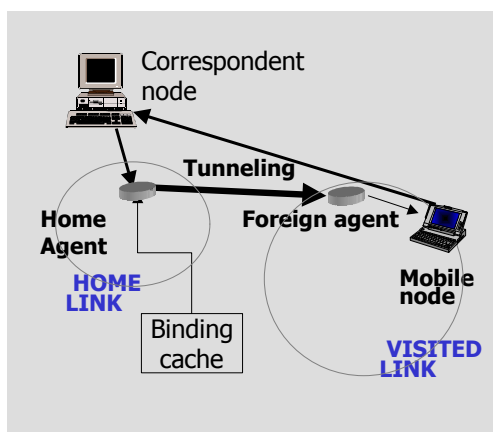 Correspondent
node
Tunneling
Home
Agent
Foreign agent
HOME
LINK
Mobile
node
Binding
cache
VISITED
LINK